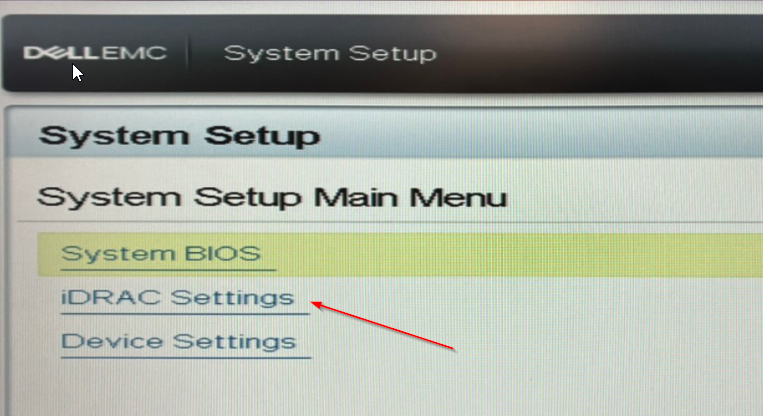 DELLEMC System Setup
System Setup
System Setup Main Menu
System BIOS
iDRAC Settings
Device Settings